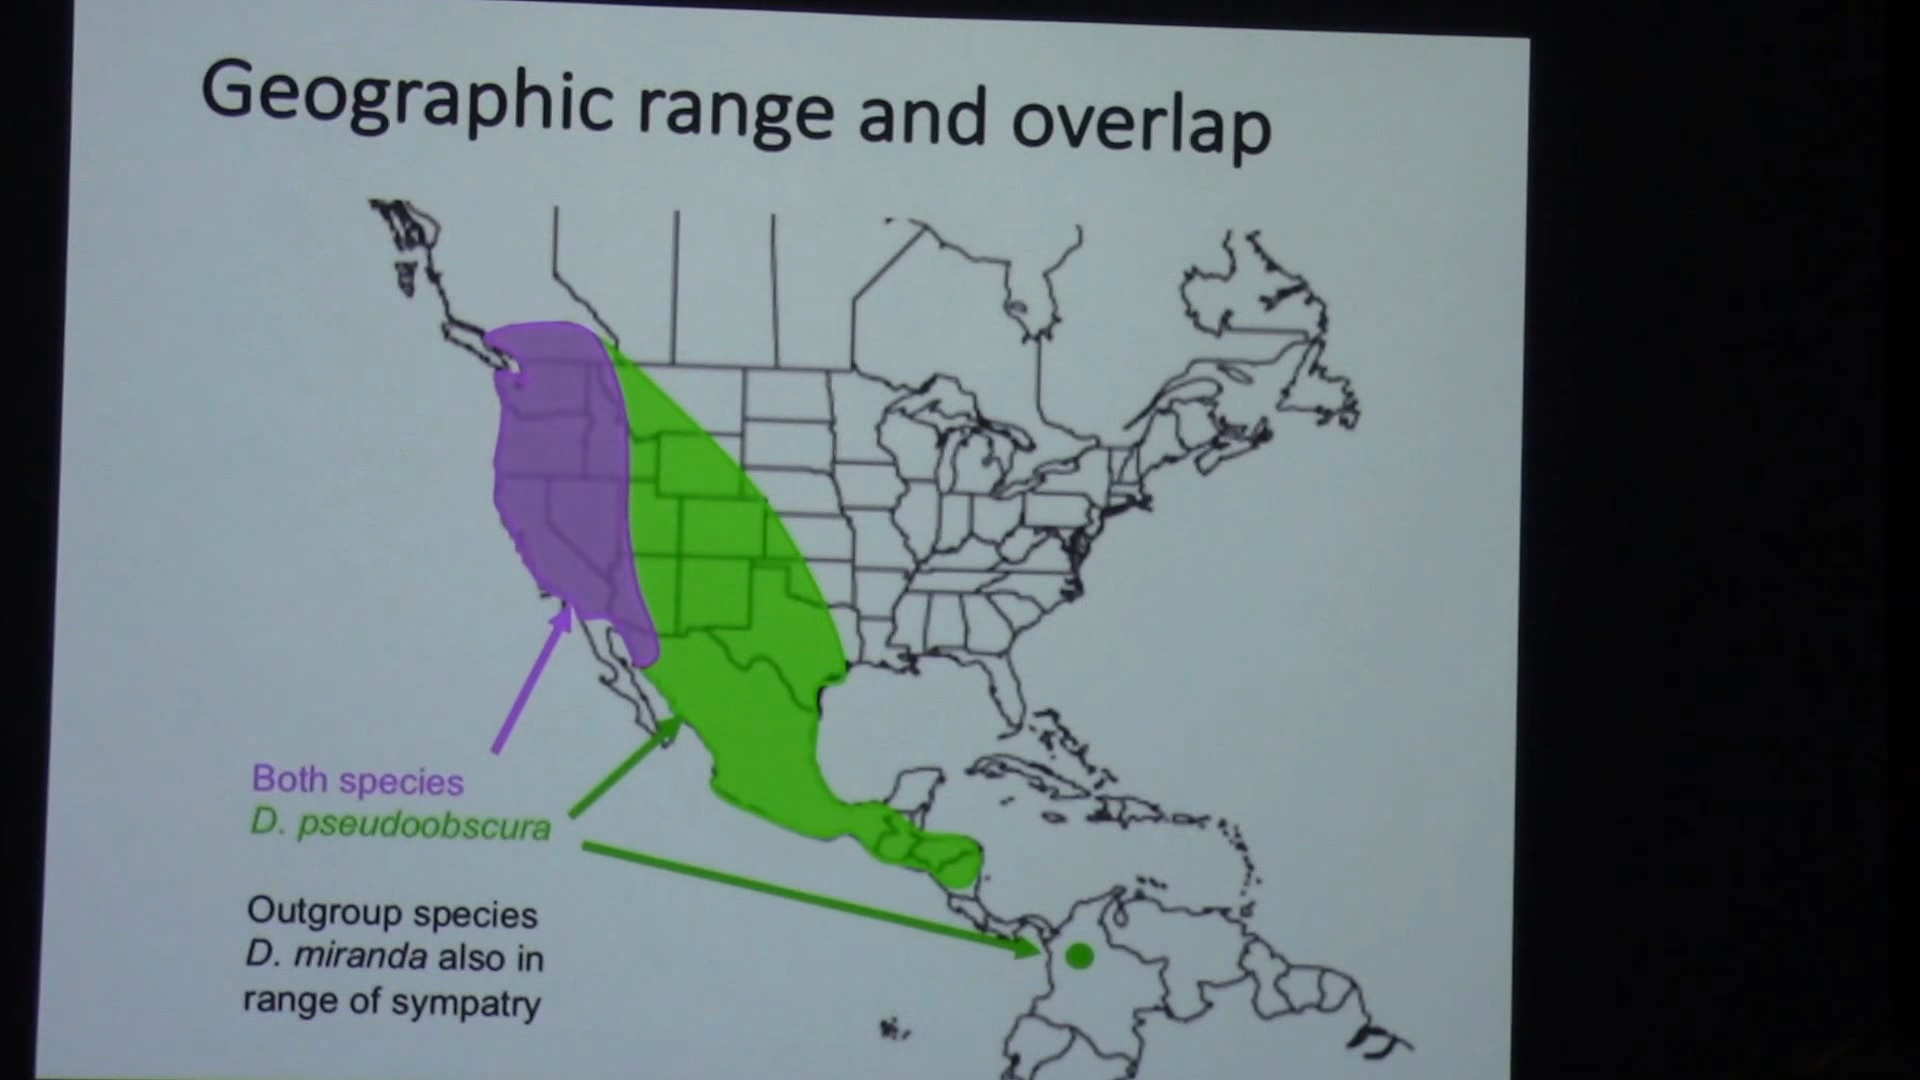 Geographic range and overlap
Both species
D. pseudoobscura
Outgroup species
D. miranda also in
range of sympatry